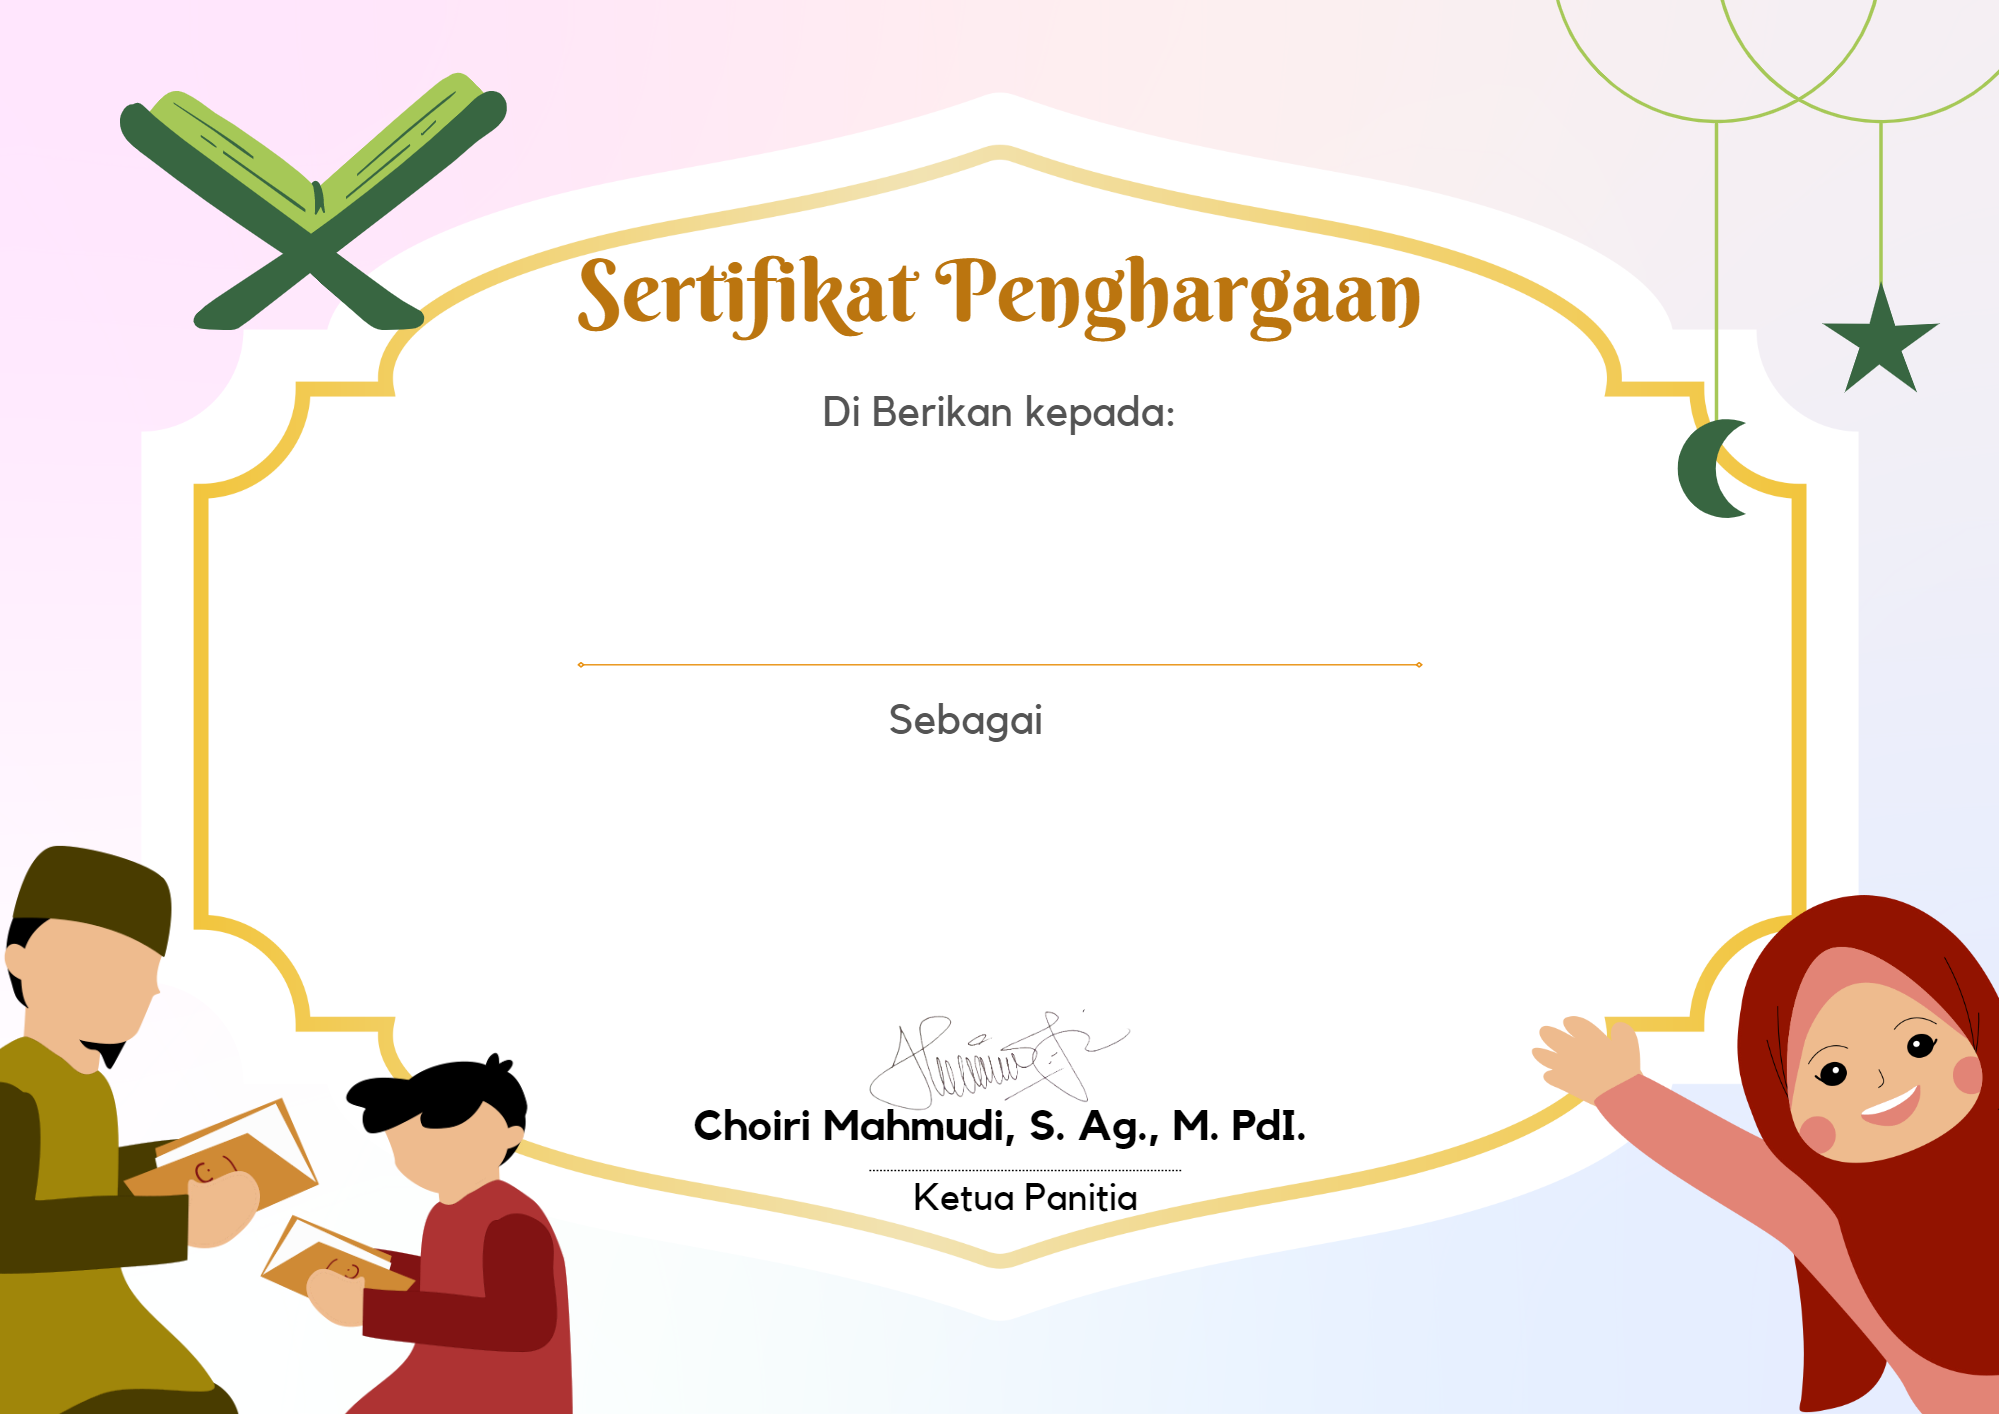 Sertifikat Penghargaan
Di Berikan kepada:
Sebagai
Choiri Mahmudi, S. Ag., M. PdI.
Ketua Panitia